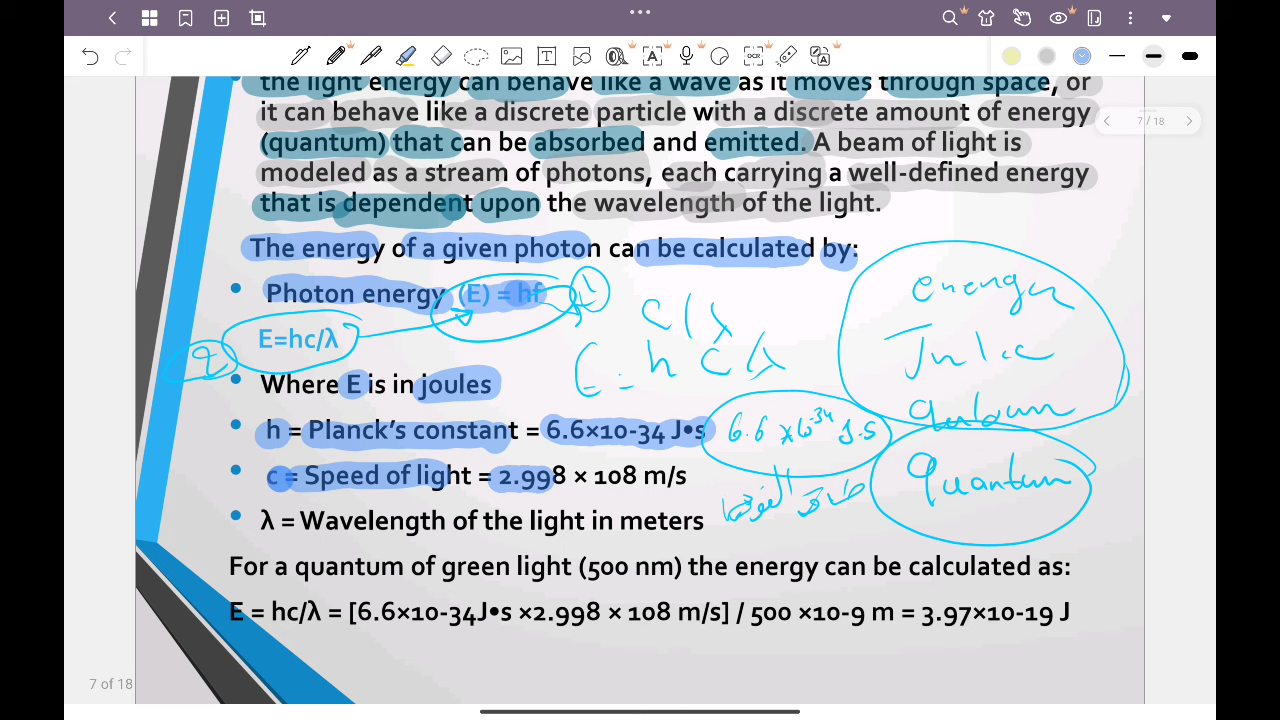 the light energy can behave like a wave as it moves through space, or
it can behave like a discrete particle with a discrete amount of energy
(quantum) that can be absorbed and emitted. A beam of light is
modeled as a stream of photons, each carrying a well-defined energy
that is dependent upon the wavelength of the light.
7 / 18
The energy of a given photon can be calculated by:
• Photon energy (E) = hf
1
c/λ
energy
2
E=hc/λ
E = h c/λ
• Where E is in joules
• h = Planck's constant = 6.6×10-34 J•s
6.6 ×10-34 J.S
• c = Speed of light = 2.998 × 108 m/s
quantum
• λ = Wavelength of the light in meters
For a quantum of green light (500 nm) the energy can be calculated as:
E = hc/λ = [6.6×10-34J•s ×2.998 × 108 m/s] / 500 ×10-9 m = 3.97×10-19 J
7 of 18